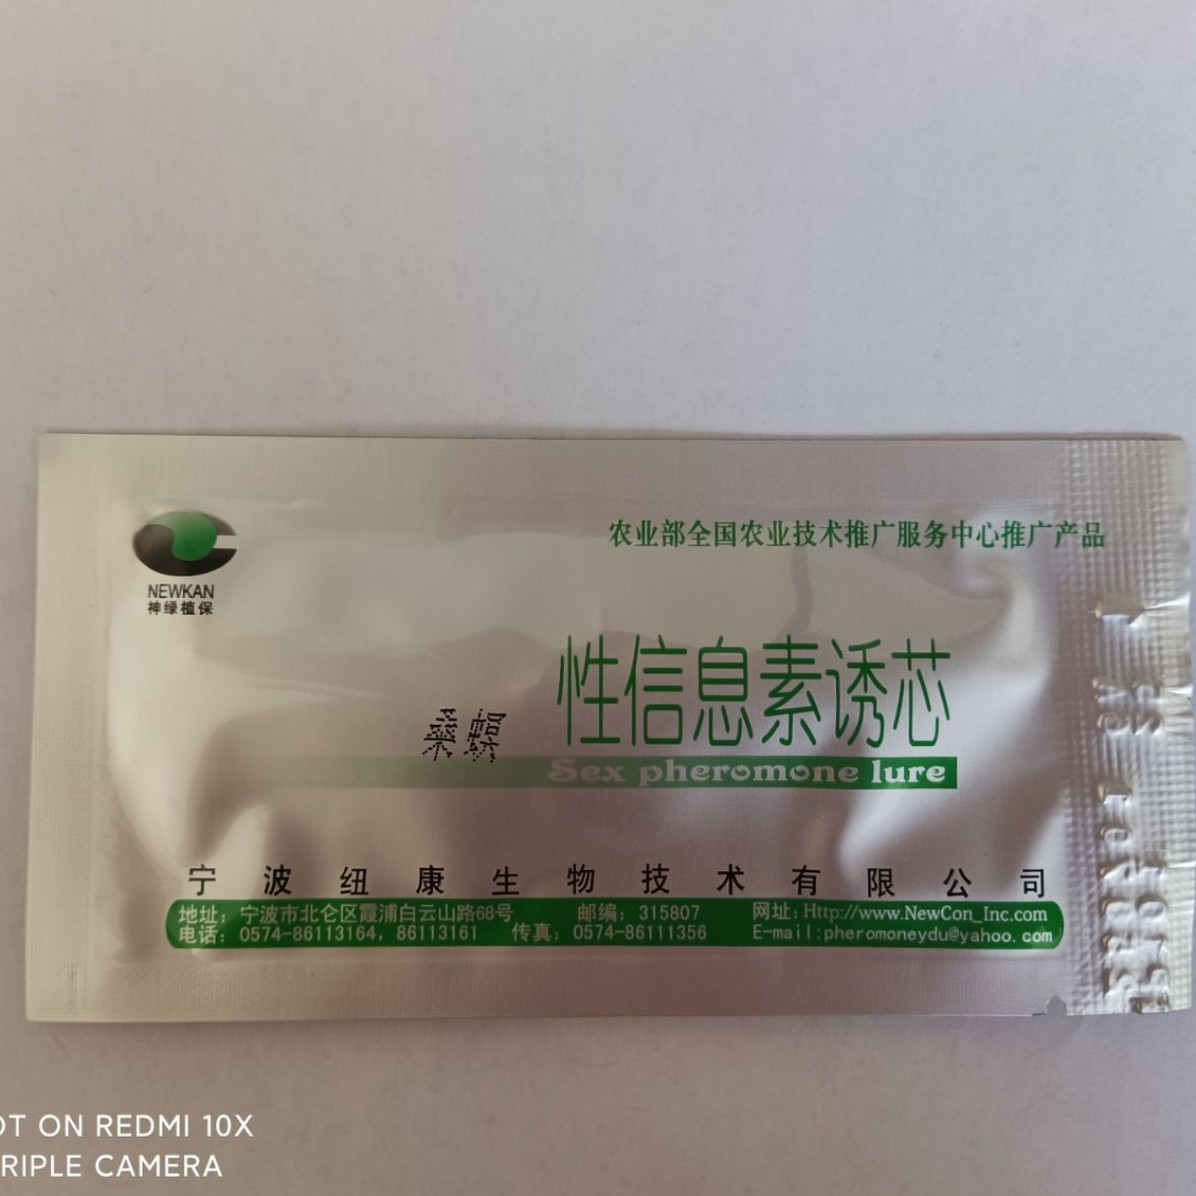 农业部全国农业技术推广服务中心推广产品
NEWKAN
神绿植保
性信息素诱芯
桑螟
Sex pheromone lure
宁波纽康生物技术有限公司
地址：宁波市北仑区霞浦白云山路68号 邮编：315807 网址：Http://www.NewCon_Inc.com
电话：0574-86113164，86113161 传真：0574-86111356 E-mail:pheromoneydu@yahoo.com
OT ON REDMI 10X
RIPLE CAMERA